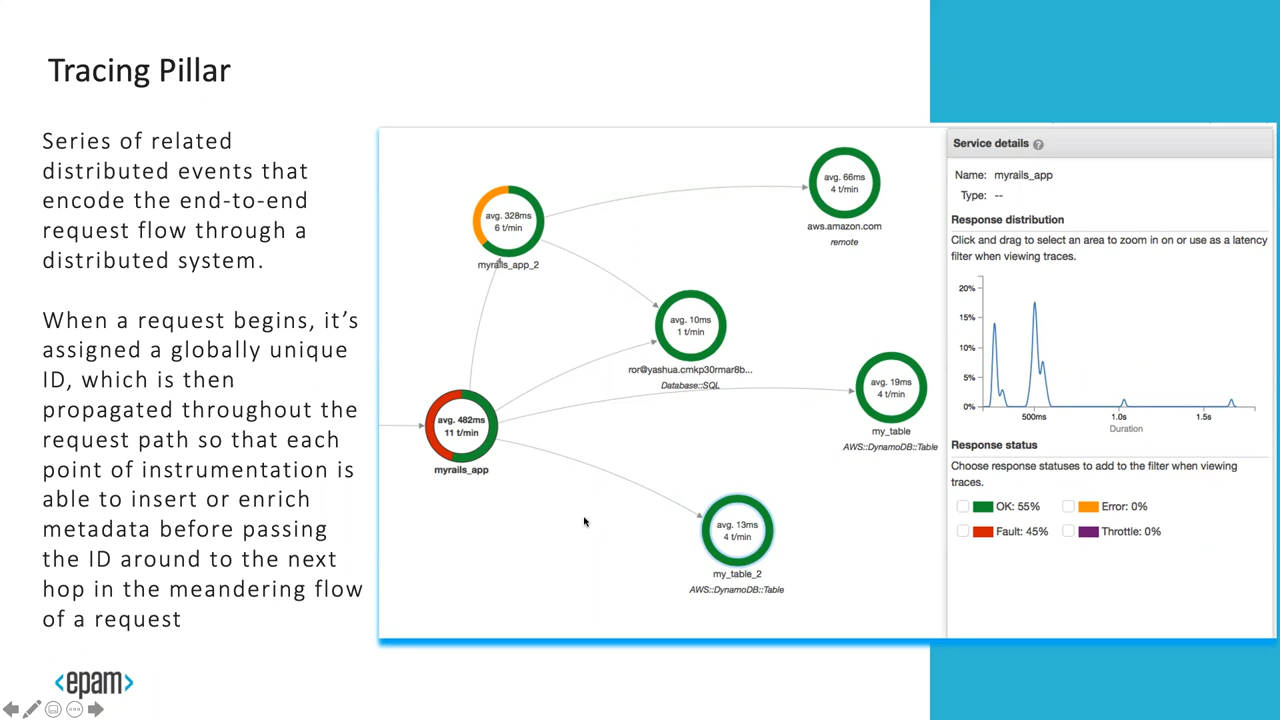 Tracing Pillar
Series of related
distributed events that
encode the end-to-end
request flow through a
distributed system.
When a request begins, it’s
assigned a globally unique
ID, which is then
propagated throughout the
request path so that each
point of instrumentation is
able to insert or enrich
metadata before passing
the ID around to the next
hop in the meandering flow
of a request
<epam>
avg. 328ms
6 t/min
myrails_app_2
avg. 66ms
4 t/min
aws.amazon.com
remote
avg. 10ms
1 t/min
ror@yashua.cmkp30rmar8b...
Database::SQL
avg. 19ms
4 t/min
my_table
AWS::DynamoDB::Table
avg. 482ms
11 t/min
myrails_app
avg. 13ms
4 t/min
my_table_2
AWS::DynamoDB::Table
Service details ?
Name: myrails_app
Type: --
Response distribution
Click and drag to select an area to zoom in on or use as a latency
filter when viewing traces.
20%
15%
10%
5%
0%
500ms 1.0s 1.5s
Duration
Response status
Choose response statuses to add to the filter when viewing
traces.
OK: 55% Error: 0%
Fault: 45% Throttle: 0%